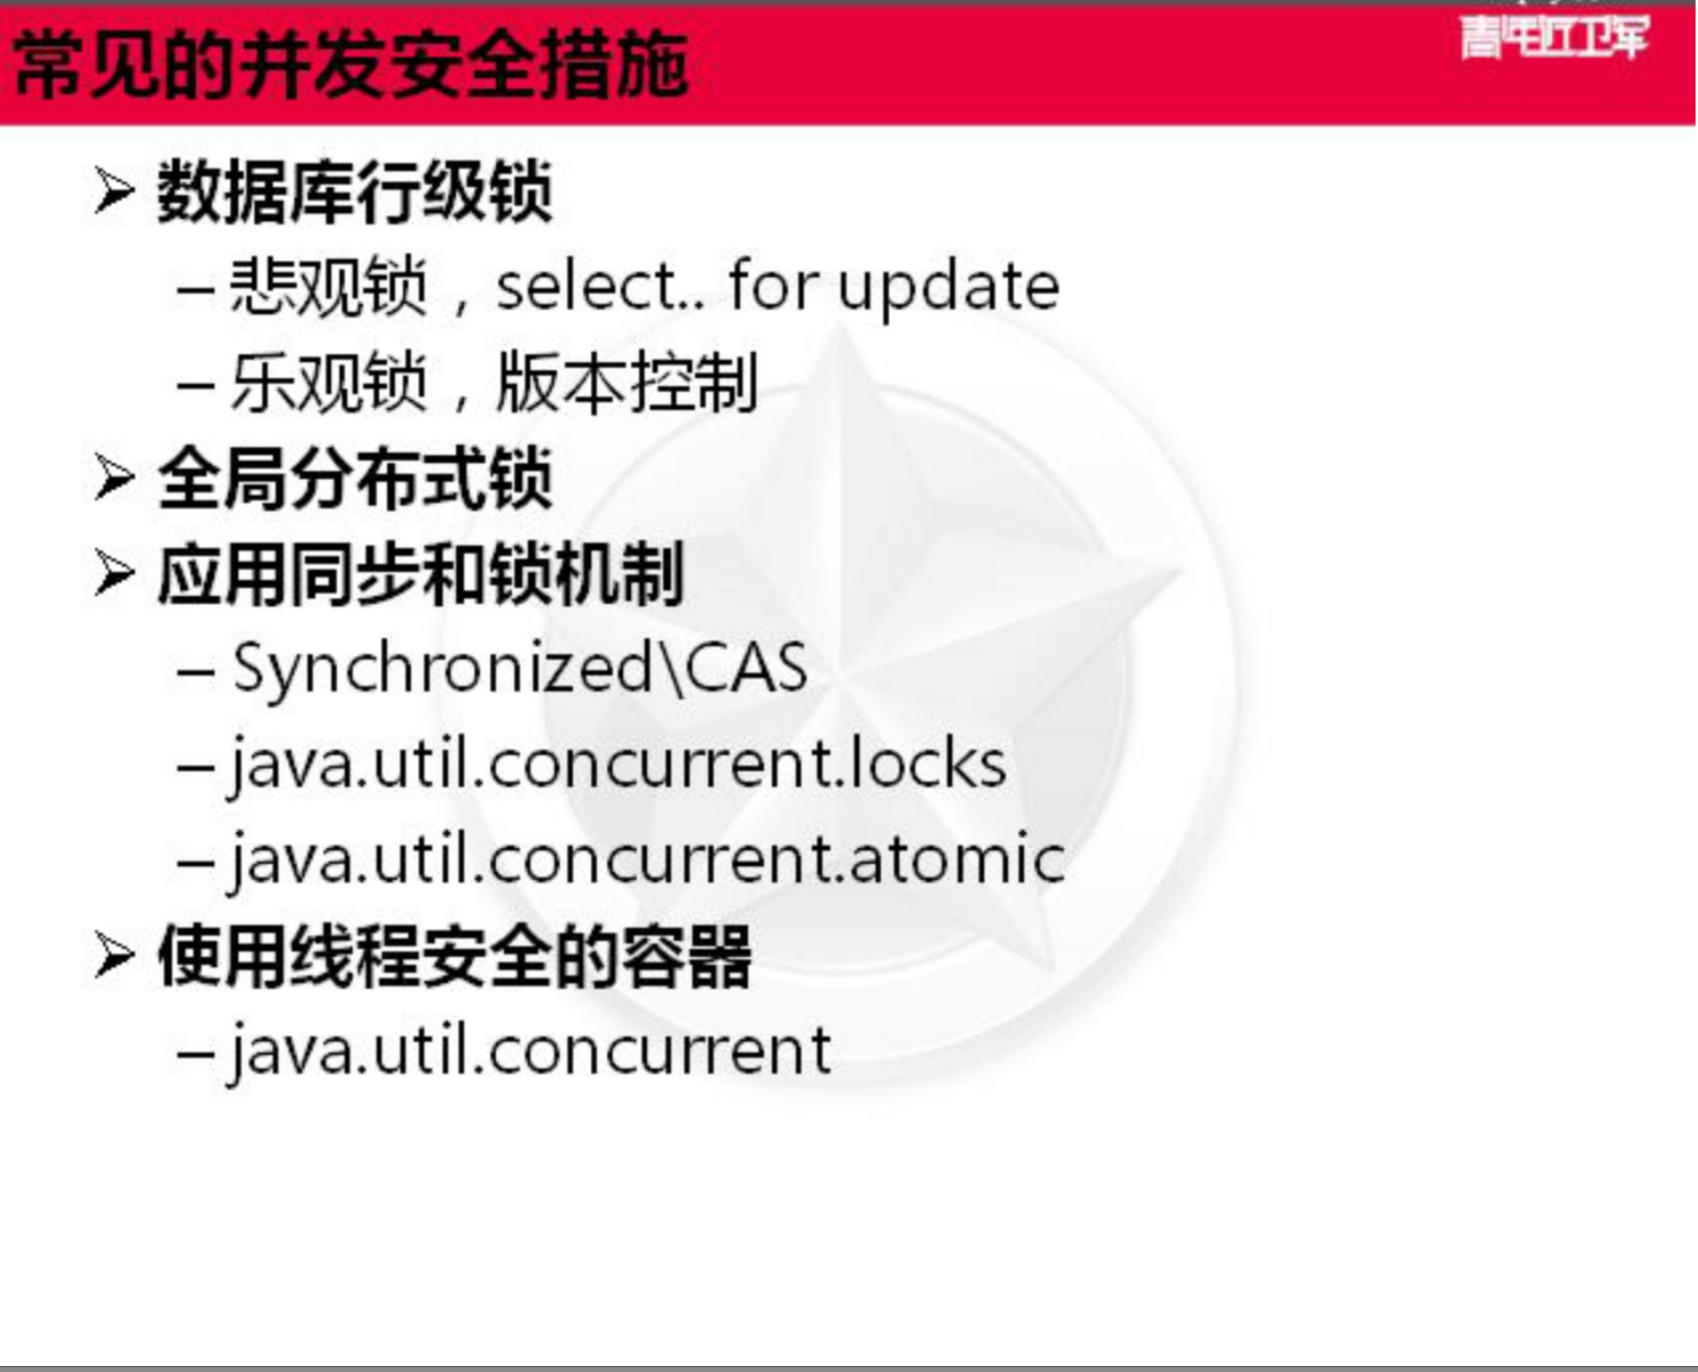 常见的并发安全措施
青年近卫军
数据库行级锁
– 悲观锁，select.. for update
– 乐观锁，版本控制
全局分布式锁
应用同步和锁机制
– Synchronized\CAS
– java.util.concurrent.locks
– java.util.concurrent.atomic
使用线程安全的容器
– java.util.concurrent